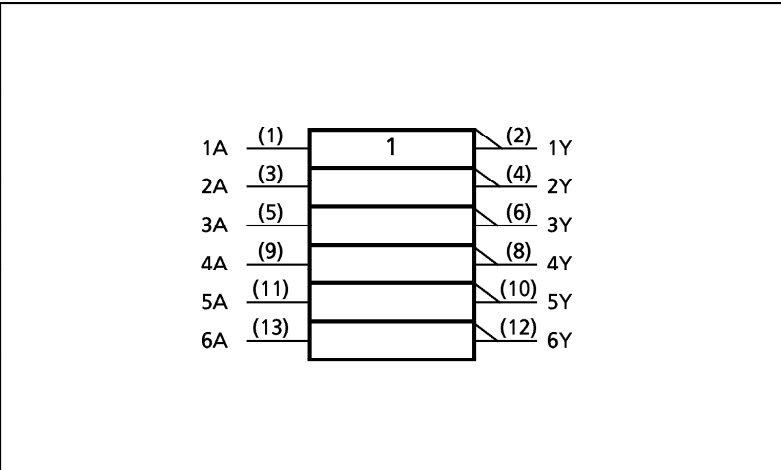 1A (1) 1 (2) 1Y
2A (3) (4) 2Y
3A (5) (6) 3Y
4A (9) (8) 4Y
5A (11) (10) 5Y
6A (13) (12) 6Y